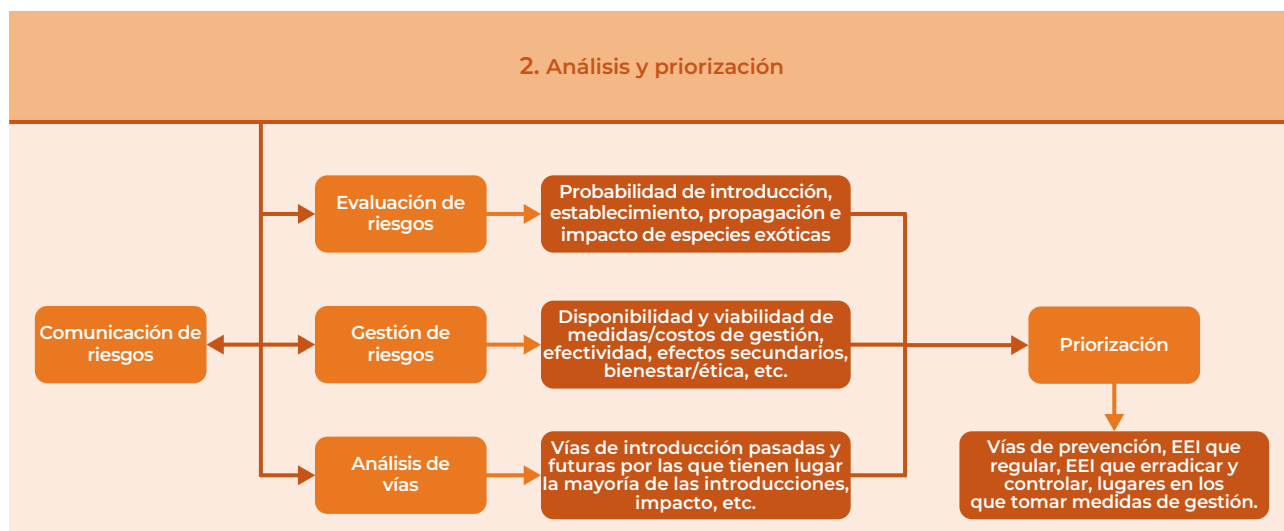 2. Análisis y priorización
Evaluación de
riesgos
Probabilidad de introducción,
establecimiento, propagación e
impacto de especies exóticas
Comunicación de
riesgos
Gestión de
riesgos
Disponibilidad y viabilidad de
medidas/costos de gestión,
efectividad, efectos secundarios,
bienestar/ética, etc.
Priorización
Análisis de
vías
Vías de introducción pasadas y
futuras por las que tienen lugar
la mayoría de las introducciones,
impacto, etc.
Vías de prevención, EEI que
regular, EEI que erradicar y
controlar, lugares en los
que tomar medidas de gestión.